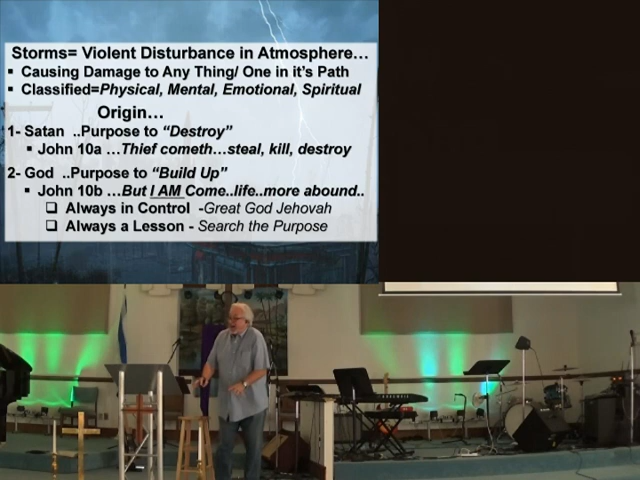 Storms= Violent Disturbance in Atmosphere…
▪ Causing Damage to Any Thing/ One in it's Path
▪ Classified=Physical, Mental, Emotional, Spiritual
Origin…
1- Satan ..Purpose to “Destroy”
▪ John 10a …Thief cometh…steal, kill, destroy
2- God ..Purpose to “Build Up”
▪ John 10b …But I AM Come..life..more abound..
❑ Always in Control -Great God Jehovah
❑ Always a Lesson - Search the Purpose